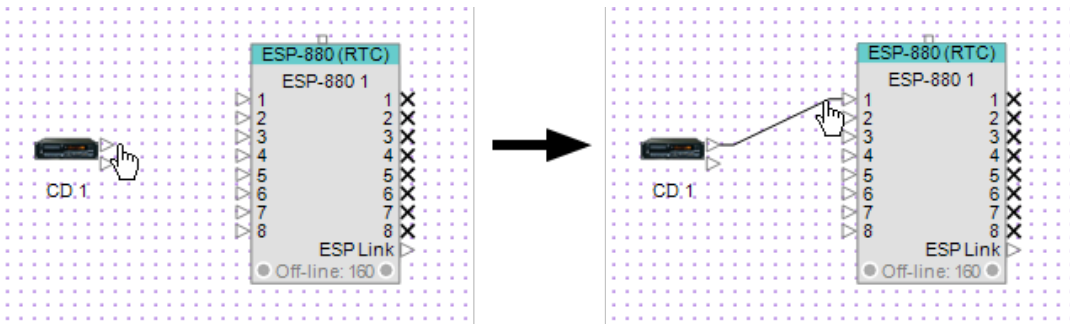 ESP-880 (RTC)
ESP-880 1
1 1
2 2
3 3
4 4
5 5
6 6
7 7
8 8
ESP Link
Off-line: 160
CD 1
ESP-880 (RTC)
ESP-880 1
1 1
2 2
3 3
4 4
5 5
6 6
7 7
8 8
ESP Link
Off-line: 160
CD 1